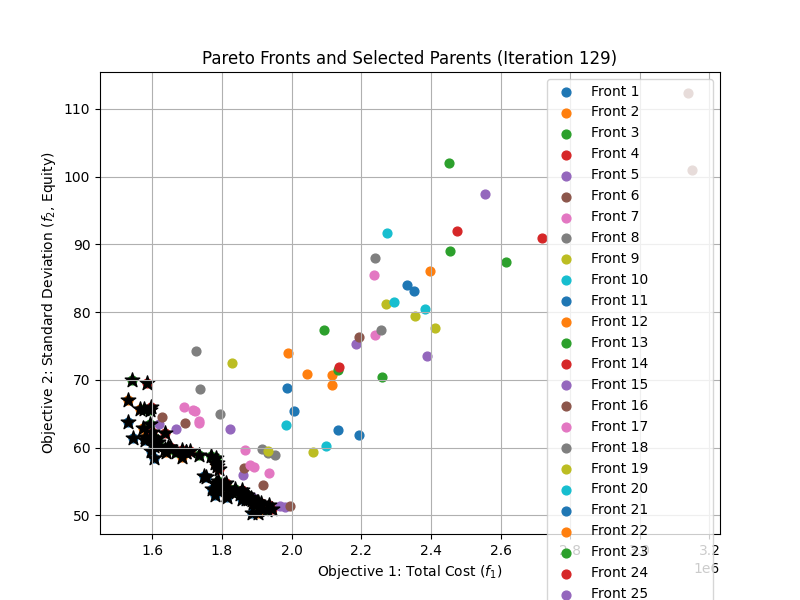 Pareto Fronts and Selected Parents (Iteration 129)
Objective 2: Standard Deviation (f₂, Equity)
110
100
90
80
70
60
50
1.6
1.8
2.0
2.2
2.4
2.6
2.8
3.0
3.2
1e6
Objective 1: Total Cost (f₁)
Front 1
Front 2
Front 3
Front 4
Front 5
Front 6
Front 7
Front 8
Front 9
Front 10
Front 11
Front 12
Front 13
Front 14
Front 15
Front 16
Front 17
Front 18
Front 19
Front 20
Front 21
Front 22
Front 23
Front 24
Front 25